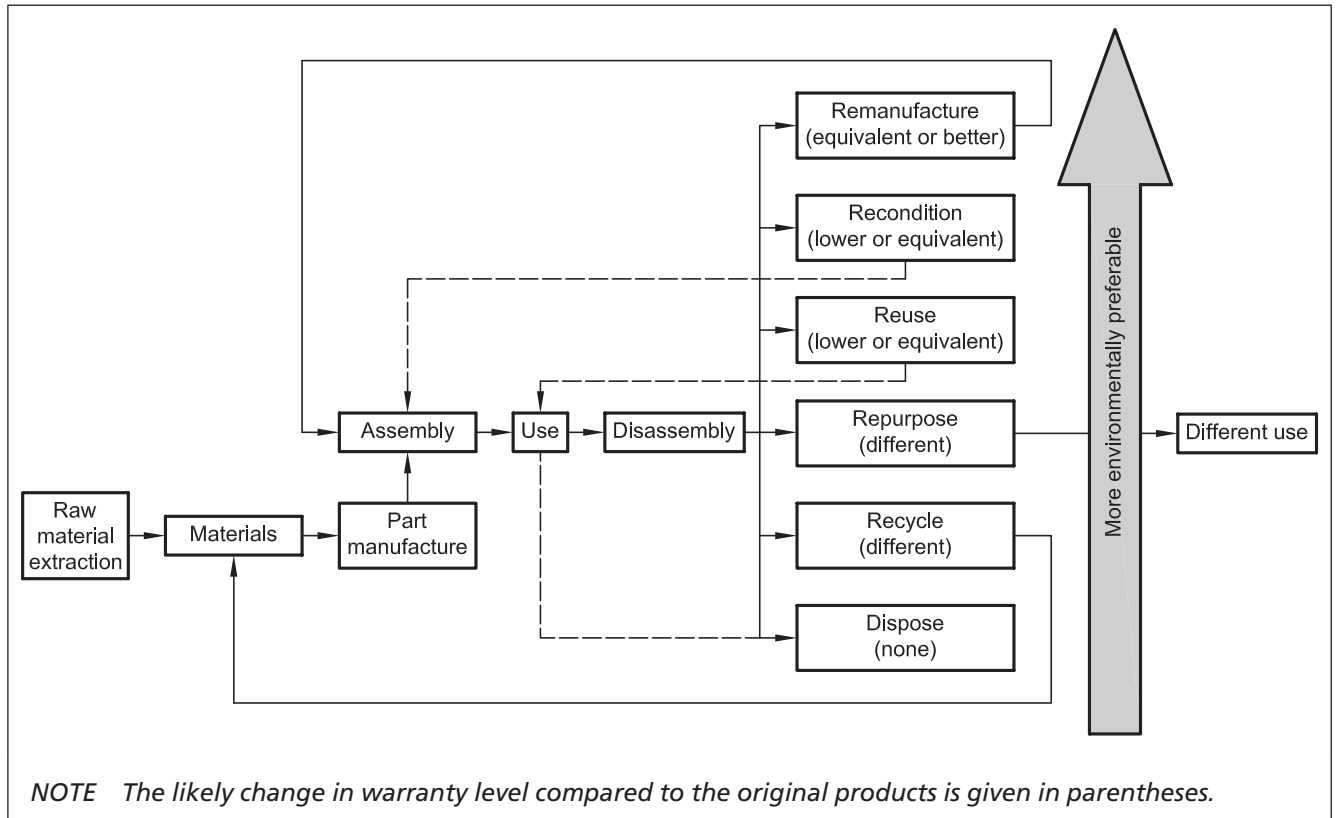 Remanufacture
(equivalent or better)
Recondition
(lower or equivalent)
Reuse
(lower or equivalent)
Assembly
Use
Disassembly
Repurpose
(different)
More environmentally preferable
Different use
Raw
material
extraction
Materials
Part
manufacture
Recycle
(different)
Dispose
(none)
NOTE The likely change in warranty level compared to the original products is given in parentheses.